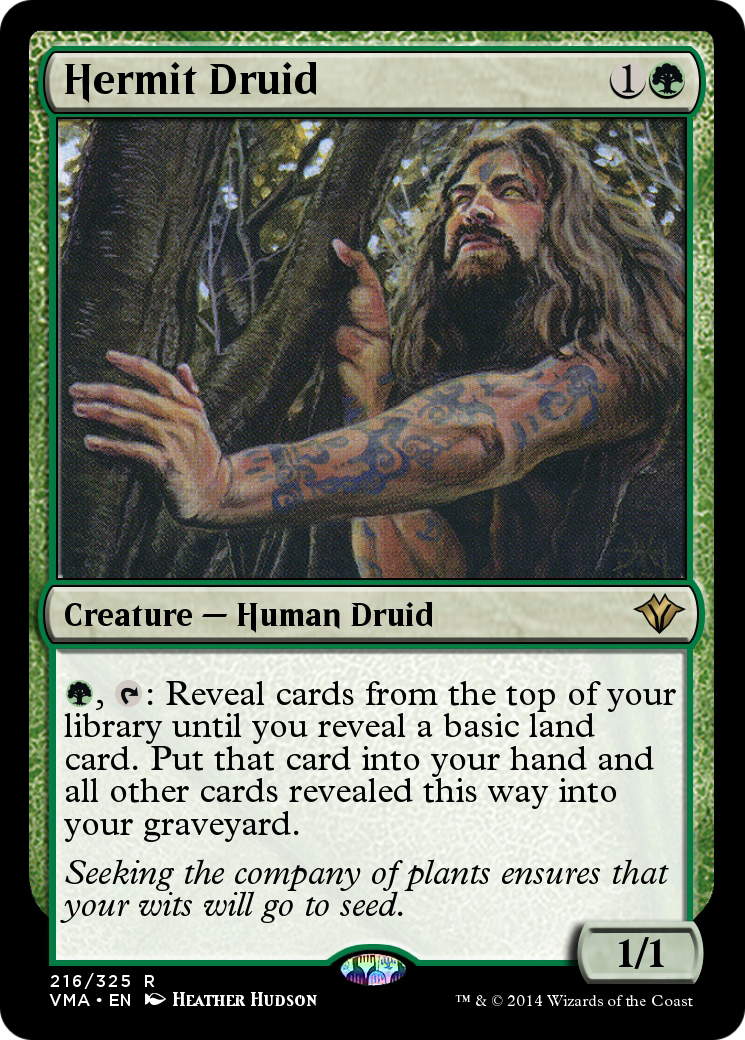 Hermit Druid 1
Creature — Human Druid
, : Reveal cards from the top of your
library until you reveal a basic land
card. Put that card into your hand and
all other cards revealed this way into
your graveyard.
Seeking the company of plants ensures that
your wits will go to seed.
1/1
216/325 R
VMA • EN Heather Hudson
™ & © 2014 Wizards of the Coast